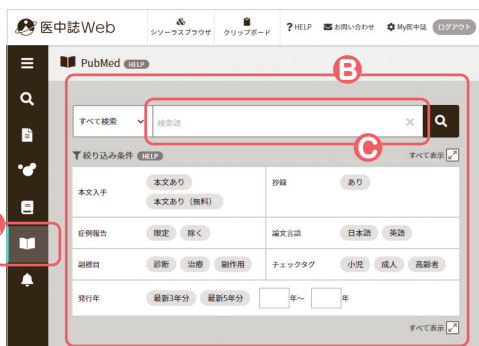 医中誌Web シソーラスブラウザ クリップボード ?HELP お問い合わせ My医中誌 ログアウト
PubMed HELP
B
すべて検索 検索語
C
絞り込み条件 HELP すべて表示
本文入手 本文あり 本文あり（無料） 抄録 あり
症例報告 限定 除く 論文言語 日本語 英語
副標目 診断 治療 副作用 チェックタグ 小児 成人 高齢者
発行年 最新3年分 最新5年分 年～ 年
すべて表示